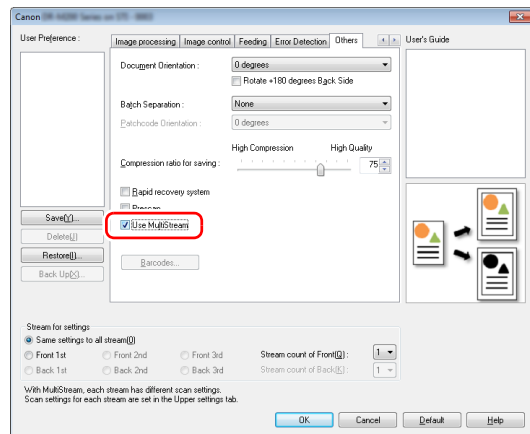 Canon
User Preference :
Image processing Image control Feeding Error Detection Others
User's Guide
Document Orientation : 0 degrees
Rotate +180 degrees Back Side
Batch Separation : None
Patchcode Orientation : 0 degrees
High Compression High Quality
Compression ratio for saving : 75
Rapid recovery system
Prescan
Use MultiStream
Barcodes...
Save(Y)...
Delete(J)
Restore(I)...
Back Up(X)...
Stream for settings
Same settings to all stream(0)
Front 1st Front 2nd Front 3rd Stream count of Front(Q) : 1
Back 1st Back 2nd Back 3rd Stream count of Back(K) : 1
With MultiStream, each stream has different scan settings.
Scan settings for each stream are set in the Upper settings tab.
OK Cancel Default Help